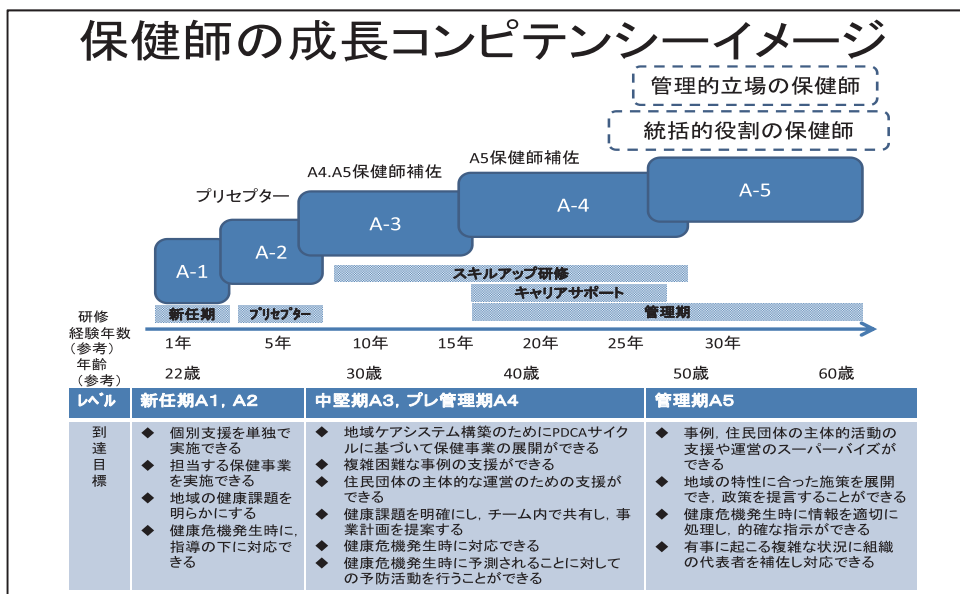 保健師の成長コンピテンシーイメージ
管理的立場の保健師
統括的役割の保健師
A5保健師補佐
A4.A5保健師補佐
プリセプター
A-1
A-2
A-3
A-4
A-5
スキルアップ研修
キャリアサポート
新任期
プリセプター
管理期
研修
経験年数
(参考)
1年
5年
10年
15年
20年
25年
30年
年齢
(参考)
22歳
30歳
40歳
50歳
60歳
レベル
新任期A1, A2
中堅期A3, プレ管理期A4
管理期A5
到達目標
◆ 個別支援を単独で
実施できる
◆ 担当する保健事業
を実施できる
◆ 地域の健康課題を
明らかにする
◆ 健康危機発生時に,
指導の下に対応でき
る
◆ 地域ケアシステム構築のためにPDCAサイク
ルに基づいて保健事業の展開ができる
◆ 複雑困難な事例の支援ができる
◆ 住民団体の主体的な運営のための支援が
できる
◆ 健康課題を明確にし, チーム内で共有し, 事
業計画を提案する
◆ 健康危機発生時に対応できる
◆ 健康危機発生時に予測されることに対して
の予防活動を行うことができる
◆ 事例, 住民団体の主体的活動の
支援や運営のスーパーバイズが
できる
◆ 地域の特性に合った施策を展開
でき, 政策を提言することができる
◆ 健康危機発生時に情報を適切に
処理し, 的確な指示ができる
◆ 有事に起こる複雑な状況に組織
の代表者を補佐し対応できる